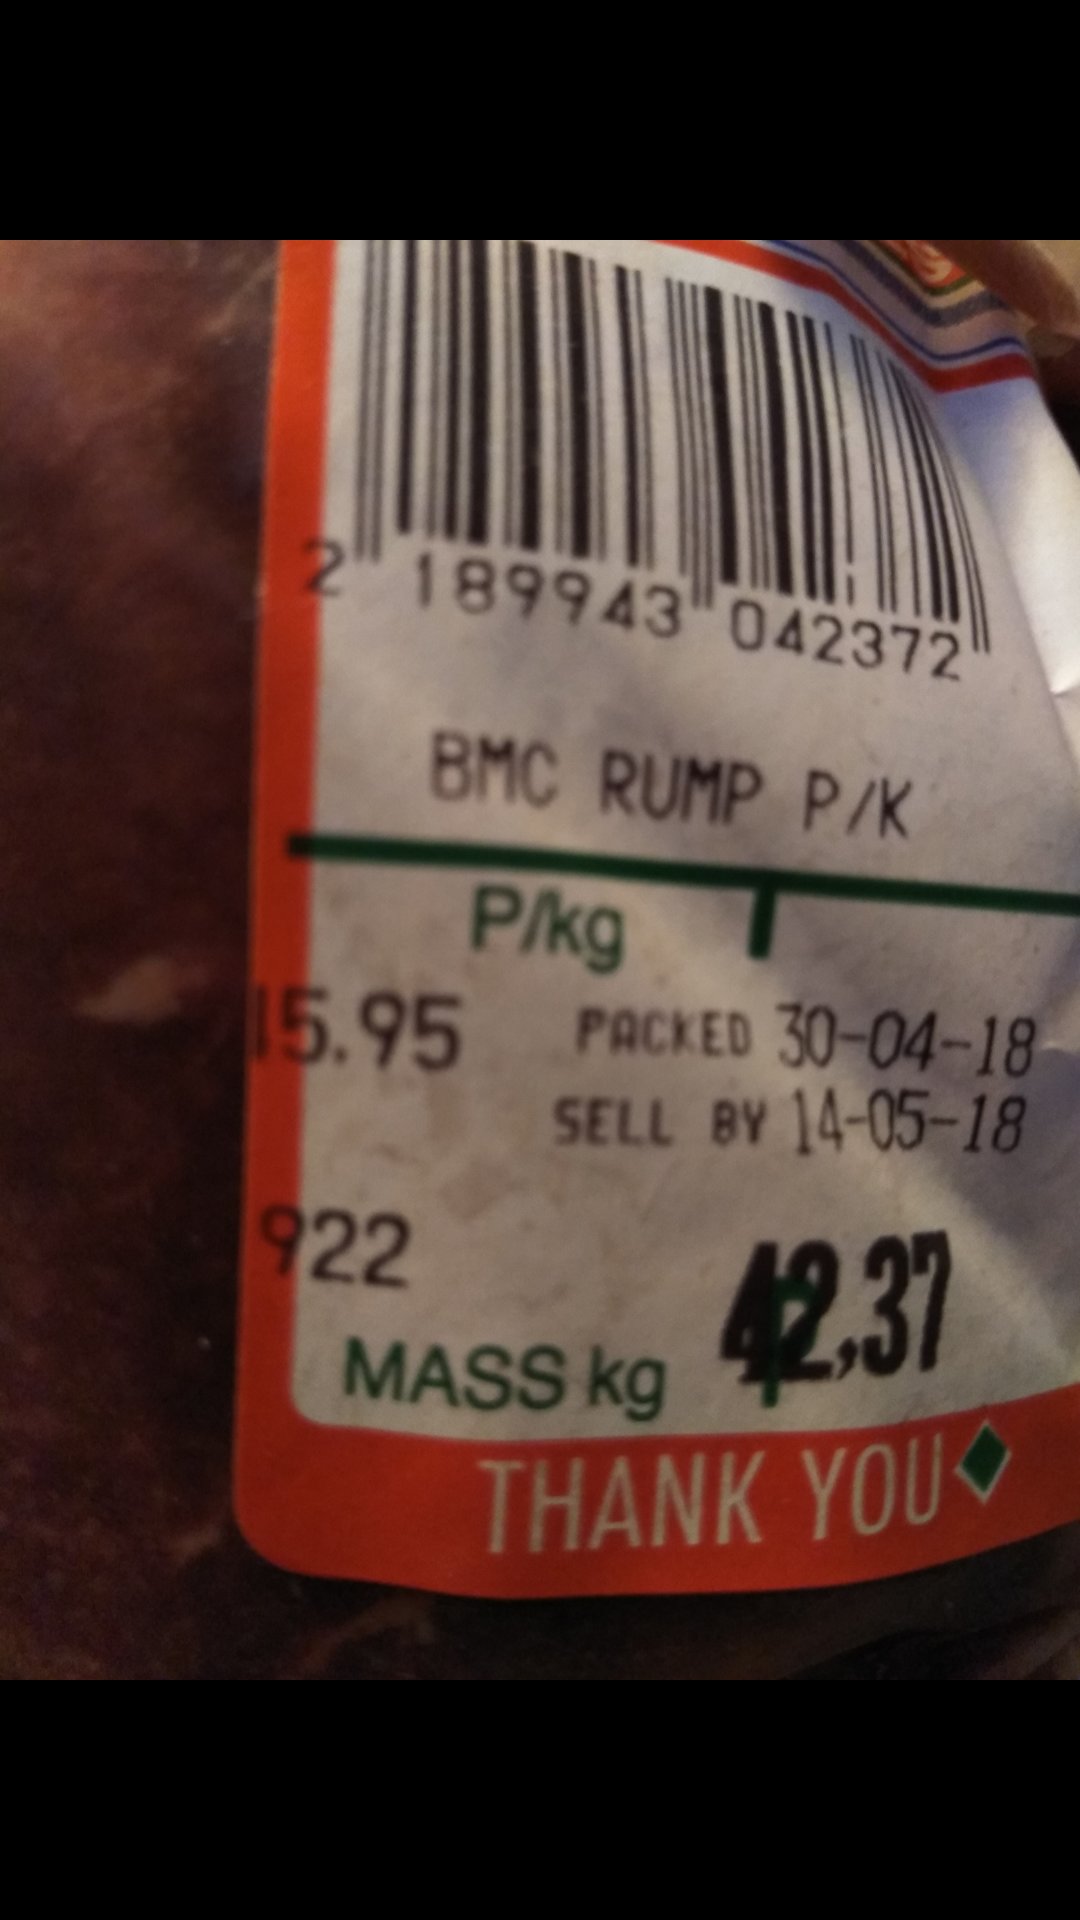 2 189943 042372
BMC RUMP P/K
P/kg
5.95 PACKED 30-04-18
SELL BY 14-05-18
922
42,37
P
MASS kg
THANK YOU